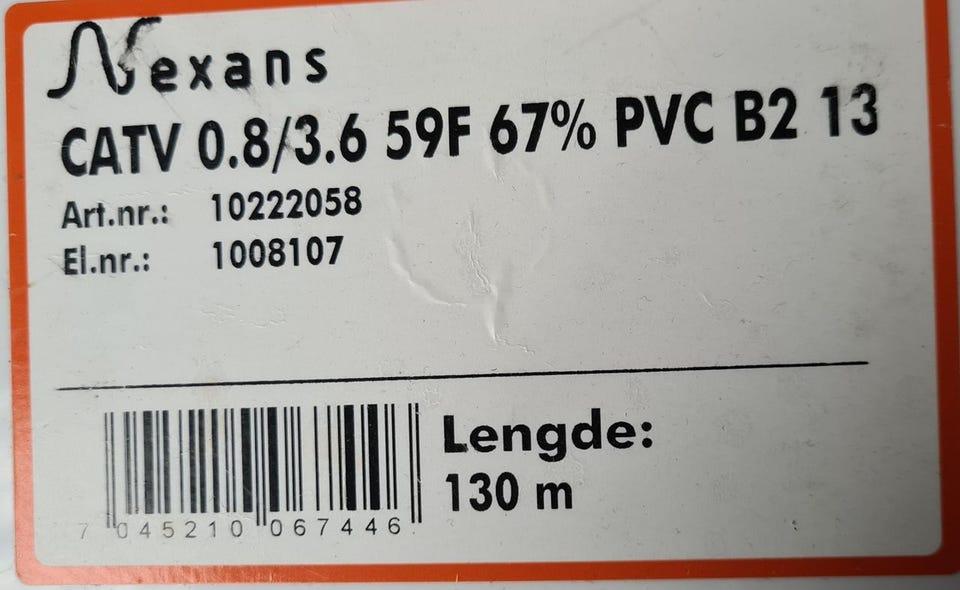 Nexans
CATV 0.8/3.6 59F 67% PVC B2 13
Art.nr.: 10222058
El.nr.: 1008107
Lengde:
130 m
7 045210 067446